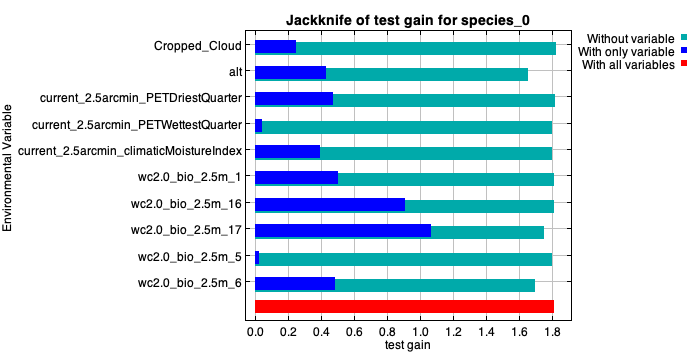 Jackknife of test gain for species_0
Without variable
With only variable
With all variables
Environmental Variable
Cropped_Cloud
alt
current_2.5arcmin_PETDriestQuarter
current_2.5arcmin_PETWettestQuarter
current_2.5arcmin_climaticMoistureIndex
wc2.0_bio_2.5m_1
wc2.0_bio_2.5m_16
wc2.0_bio_2.5m_17
wc2.0_bio_2.5m_5
wc2.0_bio_2.5m_6
0.0 0.2 0.4 0.6 0.8 1.0 1.2 1.4 1.6 1.8
test gain